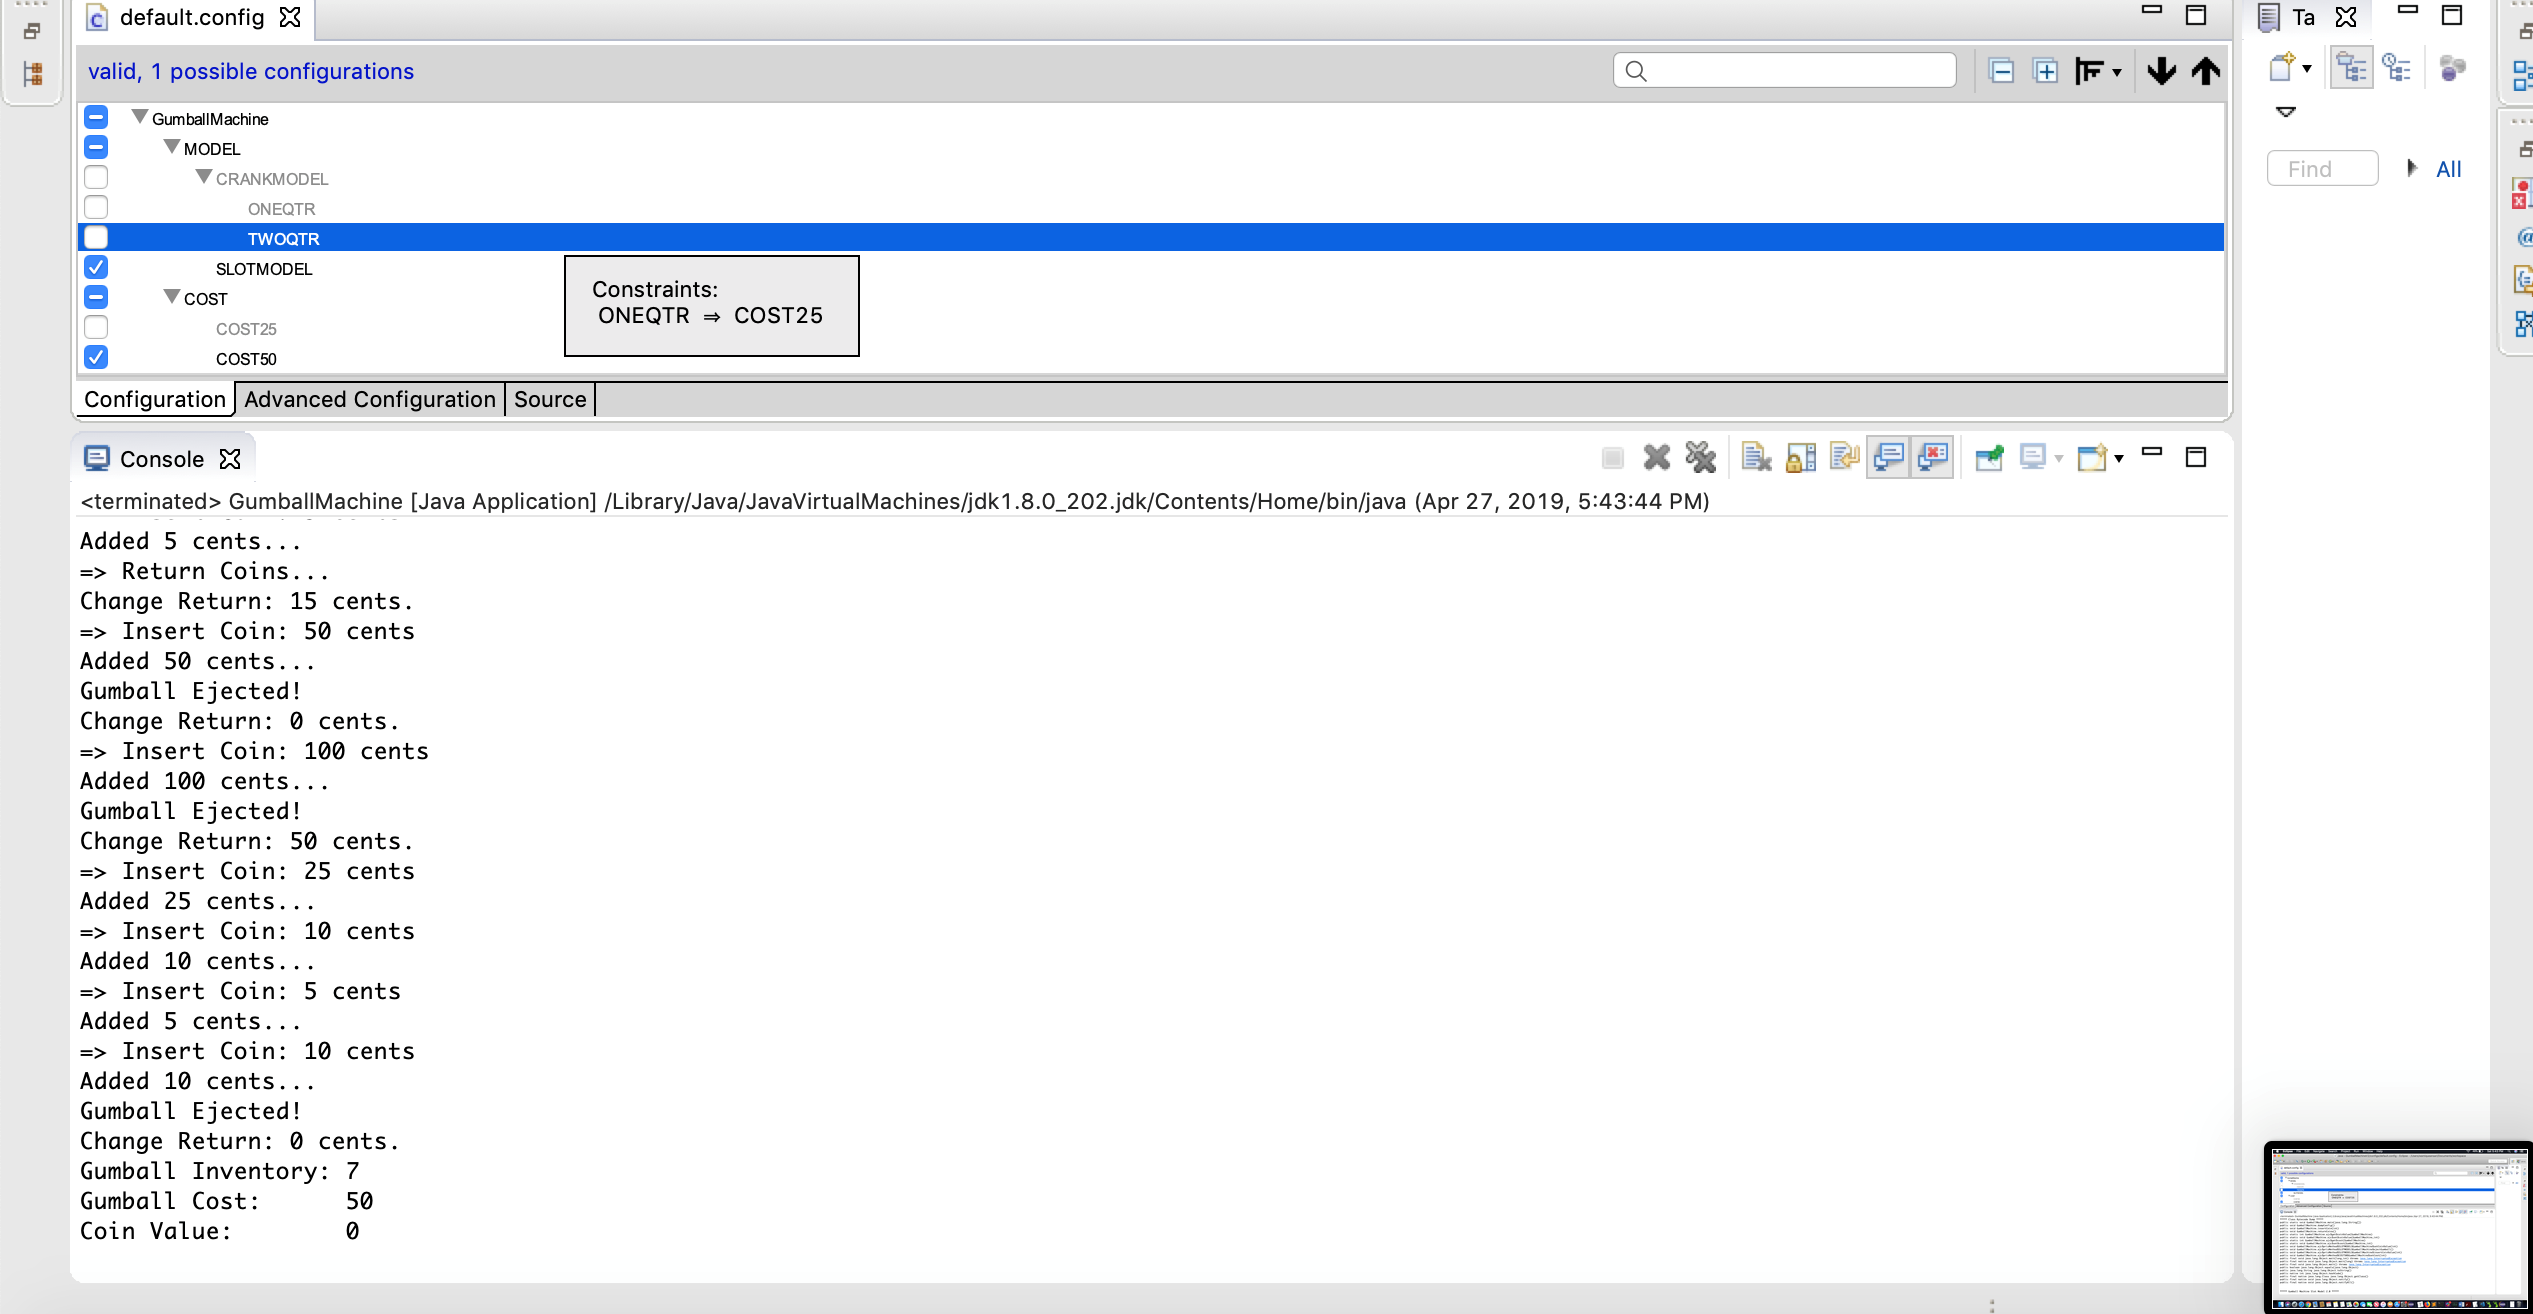 default.config
Ta
valid, 1 possible configurations
GumballMachine
MODEL
CRANKMODEL
Find
All
ONEQTR
TWOQTR
SLOTMODEL
Constraints:
ONEQTR ⇒ COST25
COST
COST25
COST50
Configuration
Advanced Configuration
Source
Console
<terminated> GumballMachine [Java Application] /Library/Java/JavaVirtualMachines/jdk1.8.0_202.jdk/Contents/Home/bin/java (Apr 27, 2019, 5:43:44 PM)
Added 5 cents...
=> Return Coins...
Change Return: 15 cents.
=> Insert Coin: 50 cents
Added 50 cents...
Gumball Ejected!
Change Return: 0 cents.
=> Insert Coin: 100 cents
Added 100 cents...
Gumball Ejected!
Change Return: 50 cents.
=> Insert Coin: 25 cents
Added 25 cents...
=> Insert Coin: 10 cents
Added 10 cents...
=> Insert Coin: 5 cents
Added 5 cents...
=> Insert Coin: 10 cents
Added 10 cents...
Gumball Ejected!
Change Return: 0 cents.
Gumball Inventory: 7
Gumball Cost: 50
Coin Value: 0